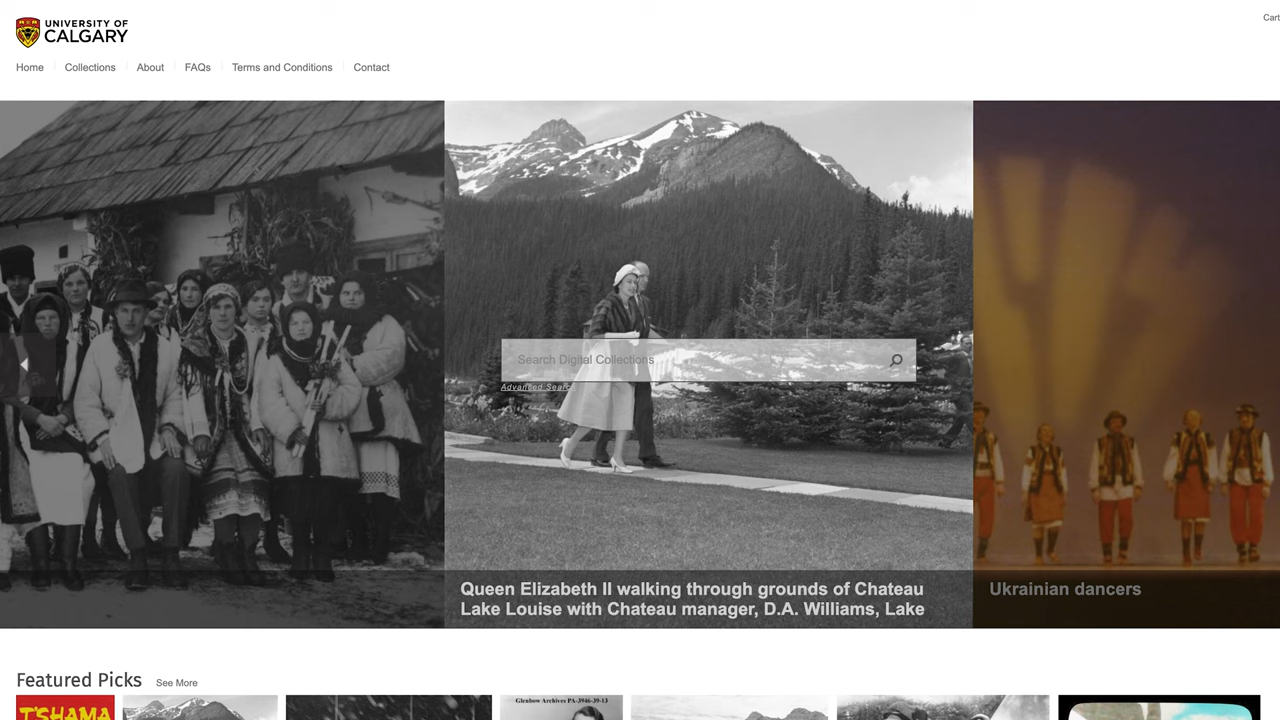 UNIVERSITY OF
CALGARY
Cart
Home
Collections
About
FAQs
Terms and Conditions
Contact
Search Digital Collections
Advanced Searc
Queen Elizabeth II walking through grounds of Chateau
Lake Louise with Chateau manager, D.A. Williams, Lake
Ukrainian dancers
Featured Picks
See More
TSHAMA
Glenbow Archives PA-3946-39-13